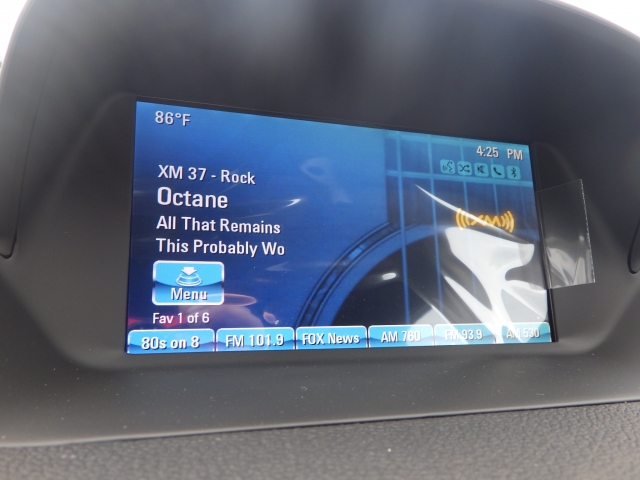 86°F
4:25 PM
XM 37 - Rock
Octane
All That Remains
This Probably Wo
((XM))
Menu
Fav 1 of 6
80s on 8 FM 101.9 FOX News AM 760 FM 93.9 AM 530